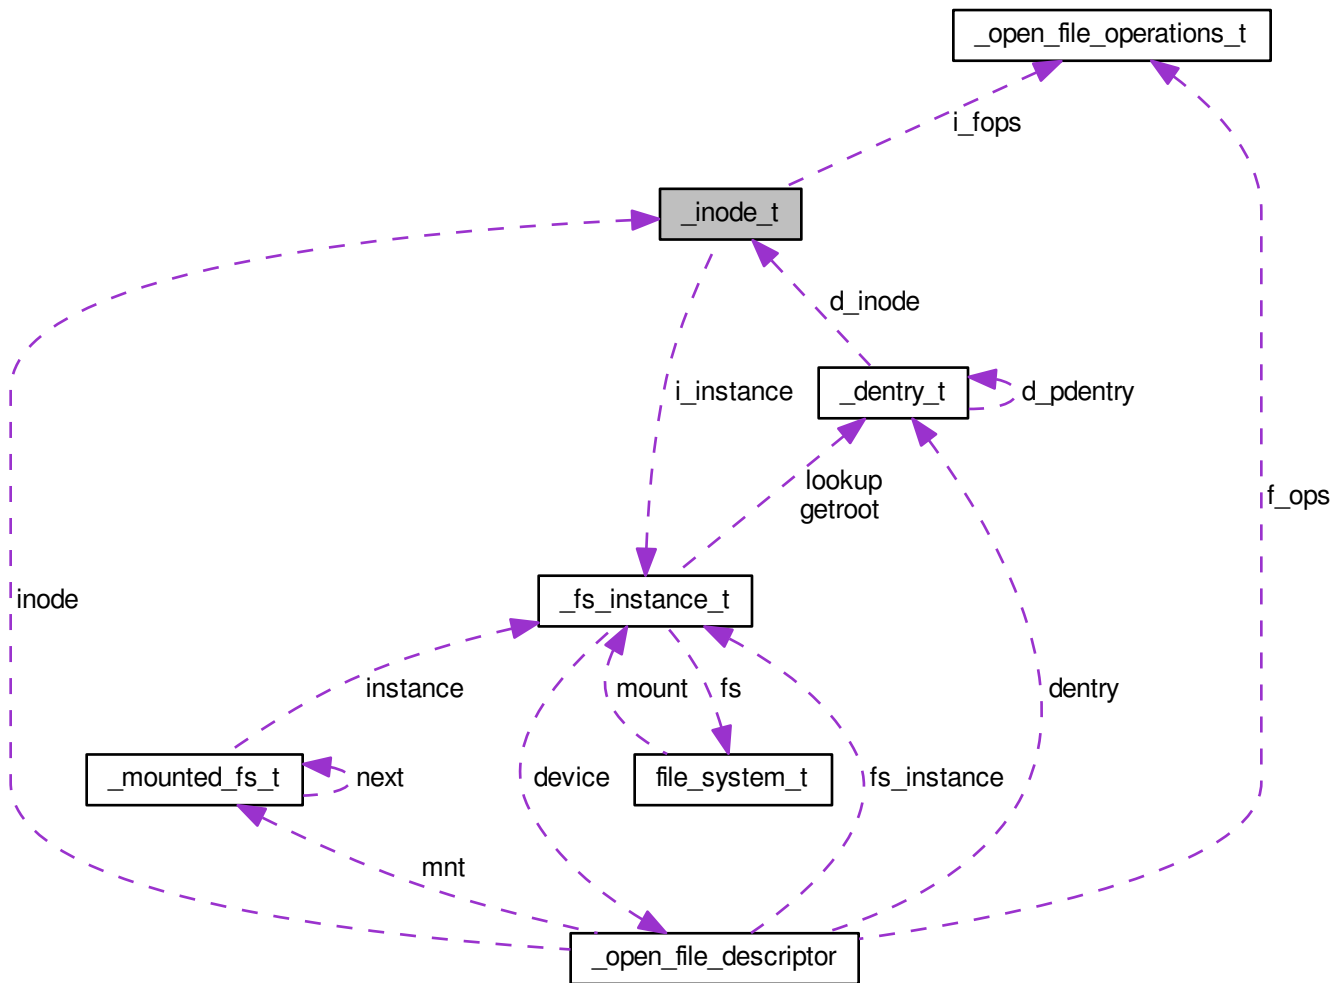 _open_file_operations_t
i_fops
_inode_t
d_inode
i_instance
_dentry_t
d_pdentry
lookup
getroot
f_ops
inode
_fs_instance_t
instance
mount
fs
dentry
_mounted_fs_t
next
device
file_system_t
fs_instance
mnt
_open_file_descriptor